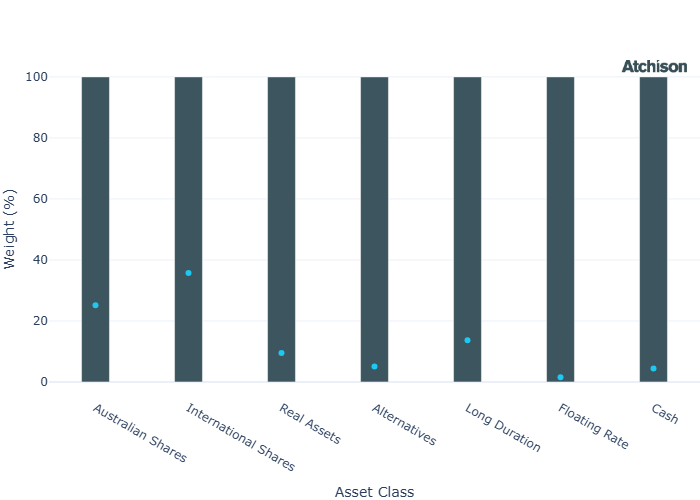 Atchison
100
80
60
40
20
0
Weight (%)
Australian Shares
International Shares
Real Assets
Alternatives
Long Duration
Floating Rate
Cash
Asset Class